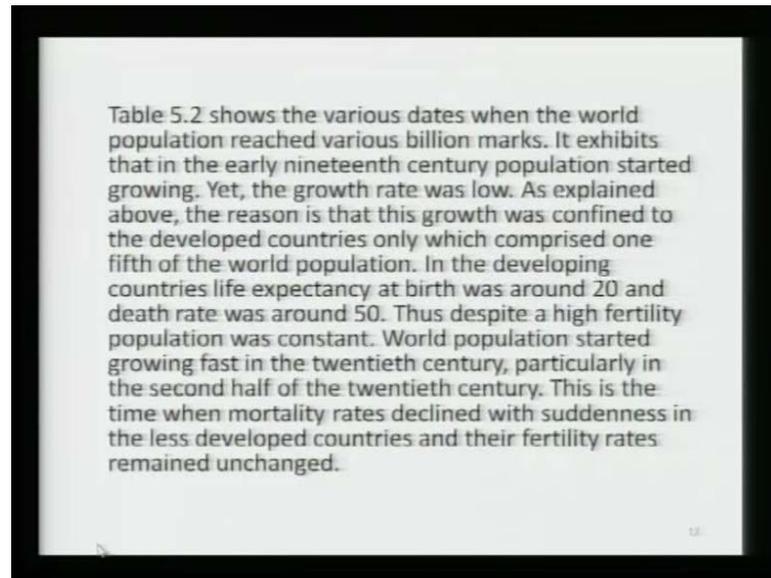 Table 5.2 shows the various dates when the world
population reached various billion marks. It exhibits
that in the early nineteenth century population started
growing. Yet, the growth rate was low. As explained
above, the reason is that this growth was confined to
the developed countries only which comprised one
fifth of the world population. In the developing
countries life expectancy at birth was around 20 and
death rate was around 50. Thus despite a high fertility
population was constant. World population started
growing fast in the twentieth century, particularly in
the second half of the twentieth century. This is the
time when mortality rates declined with suddenness in
the less developed countries and their fertility rates
remained unchanged.